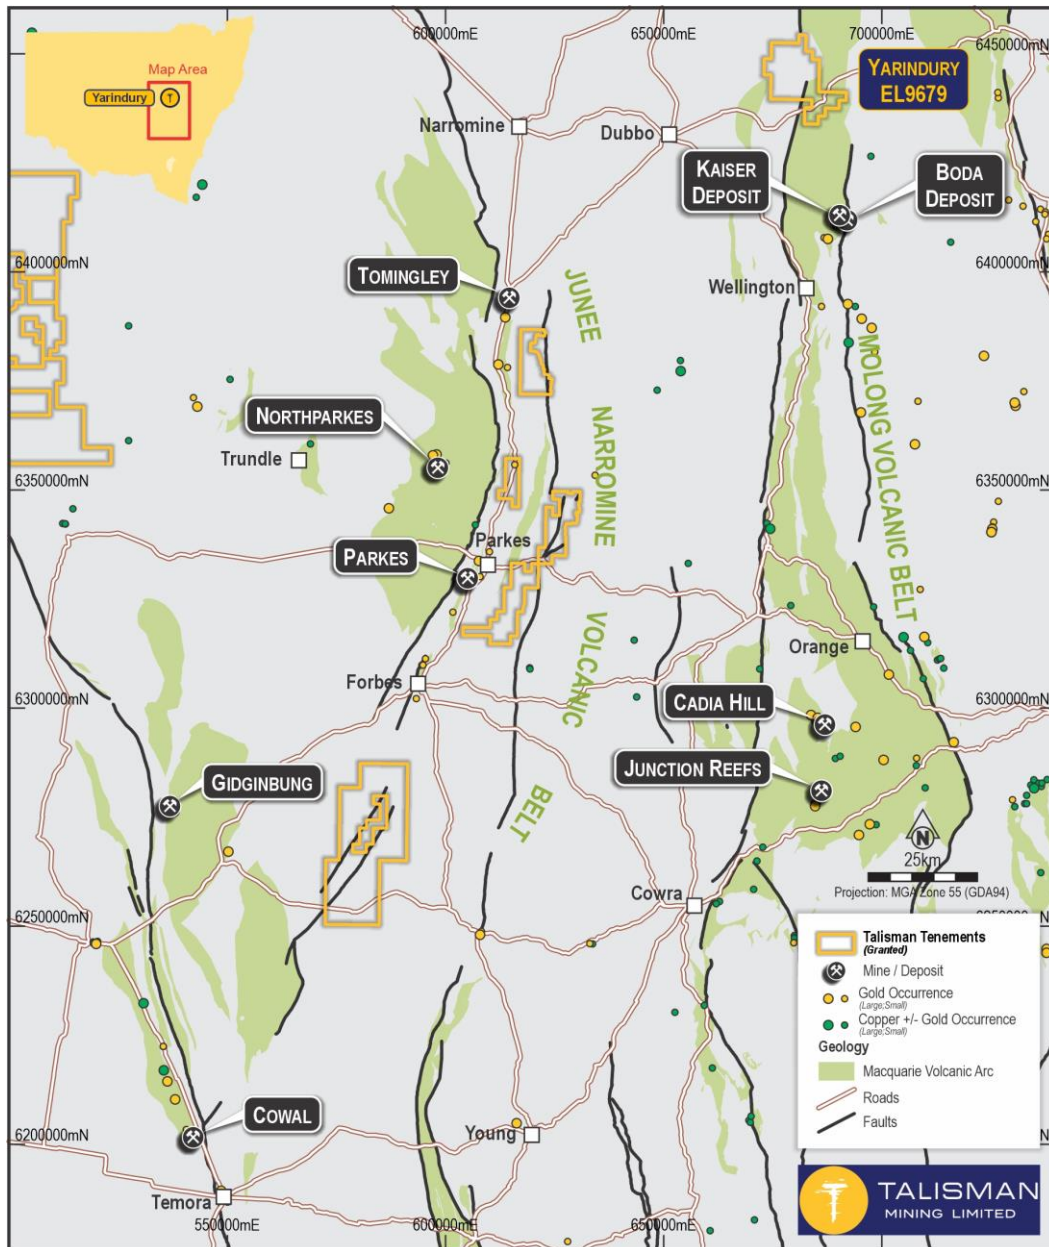 600000mE
650000mE
700000mE
6450000mN
Map Area
Yarindury
YARINDURY
EL9679
Narromine
Dubbo
KAISER
DEPOSIT
BODA
DEPOSIT
6400000mN
6400000mN
TOMINGLEY
Wellington
JUNEE
NARROMINE
VOLCANIC
BELT
MOLONG VOLCANIC BELT
NORTHPARKES
Trundle
6350000mN
6350000mN
Parkes
PARKES
Orange
Forbes
6300000mN
6300000mN
CADIA HILL
JUNCTION REEFS
GIDGINBUNG
N
25km
Projection: MGA Zone 55 (GDA94)
Cowra
6250000mN
Talisman Tenements
(Granted)
Mine / Deposit
Gold Occurrence
(Large;Small)
Copper +/- Gold Occurrence
(Large;Small)
Geology
Macquarie Volcanic Arc
Roads
Faults
COWAL
6200000mN
Young
Temora
550000mE
600000mE
650000mE
TALISMAN
MINING LIMITED